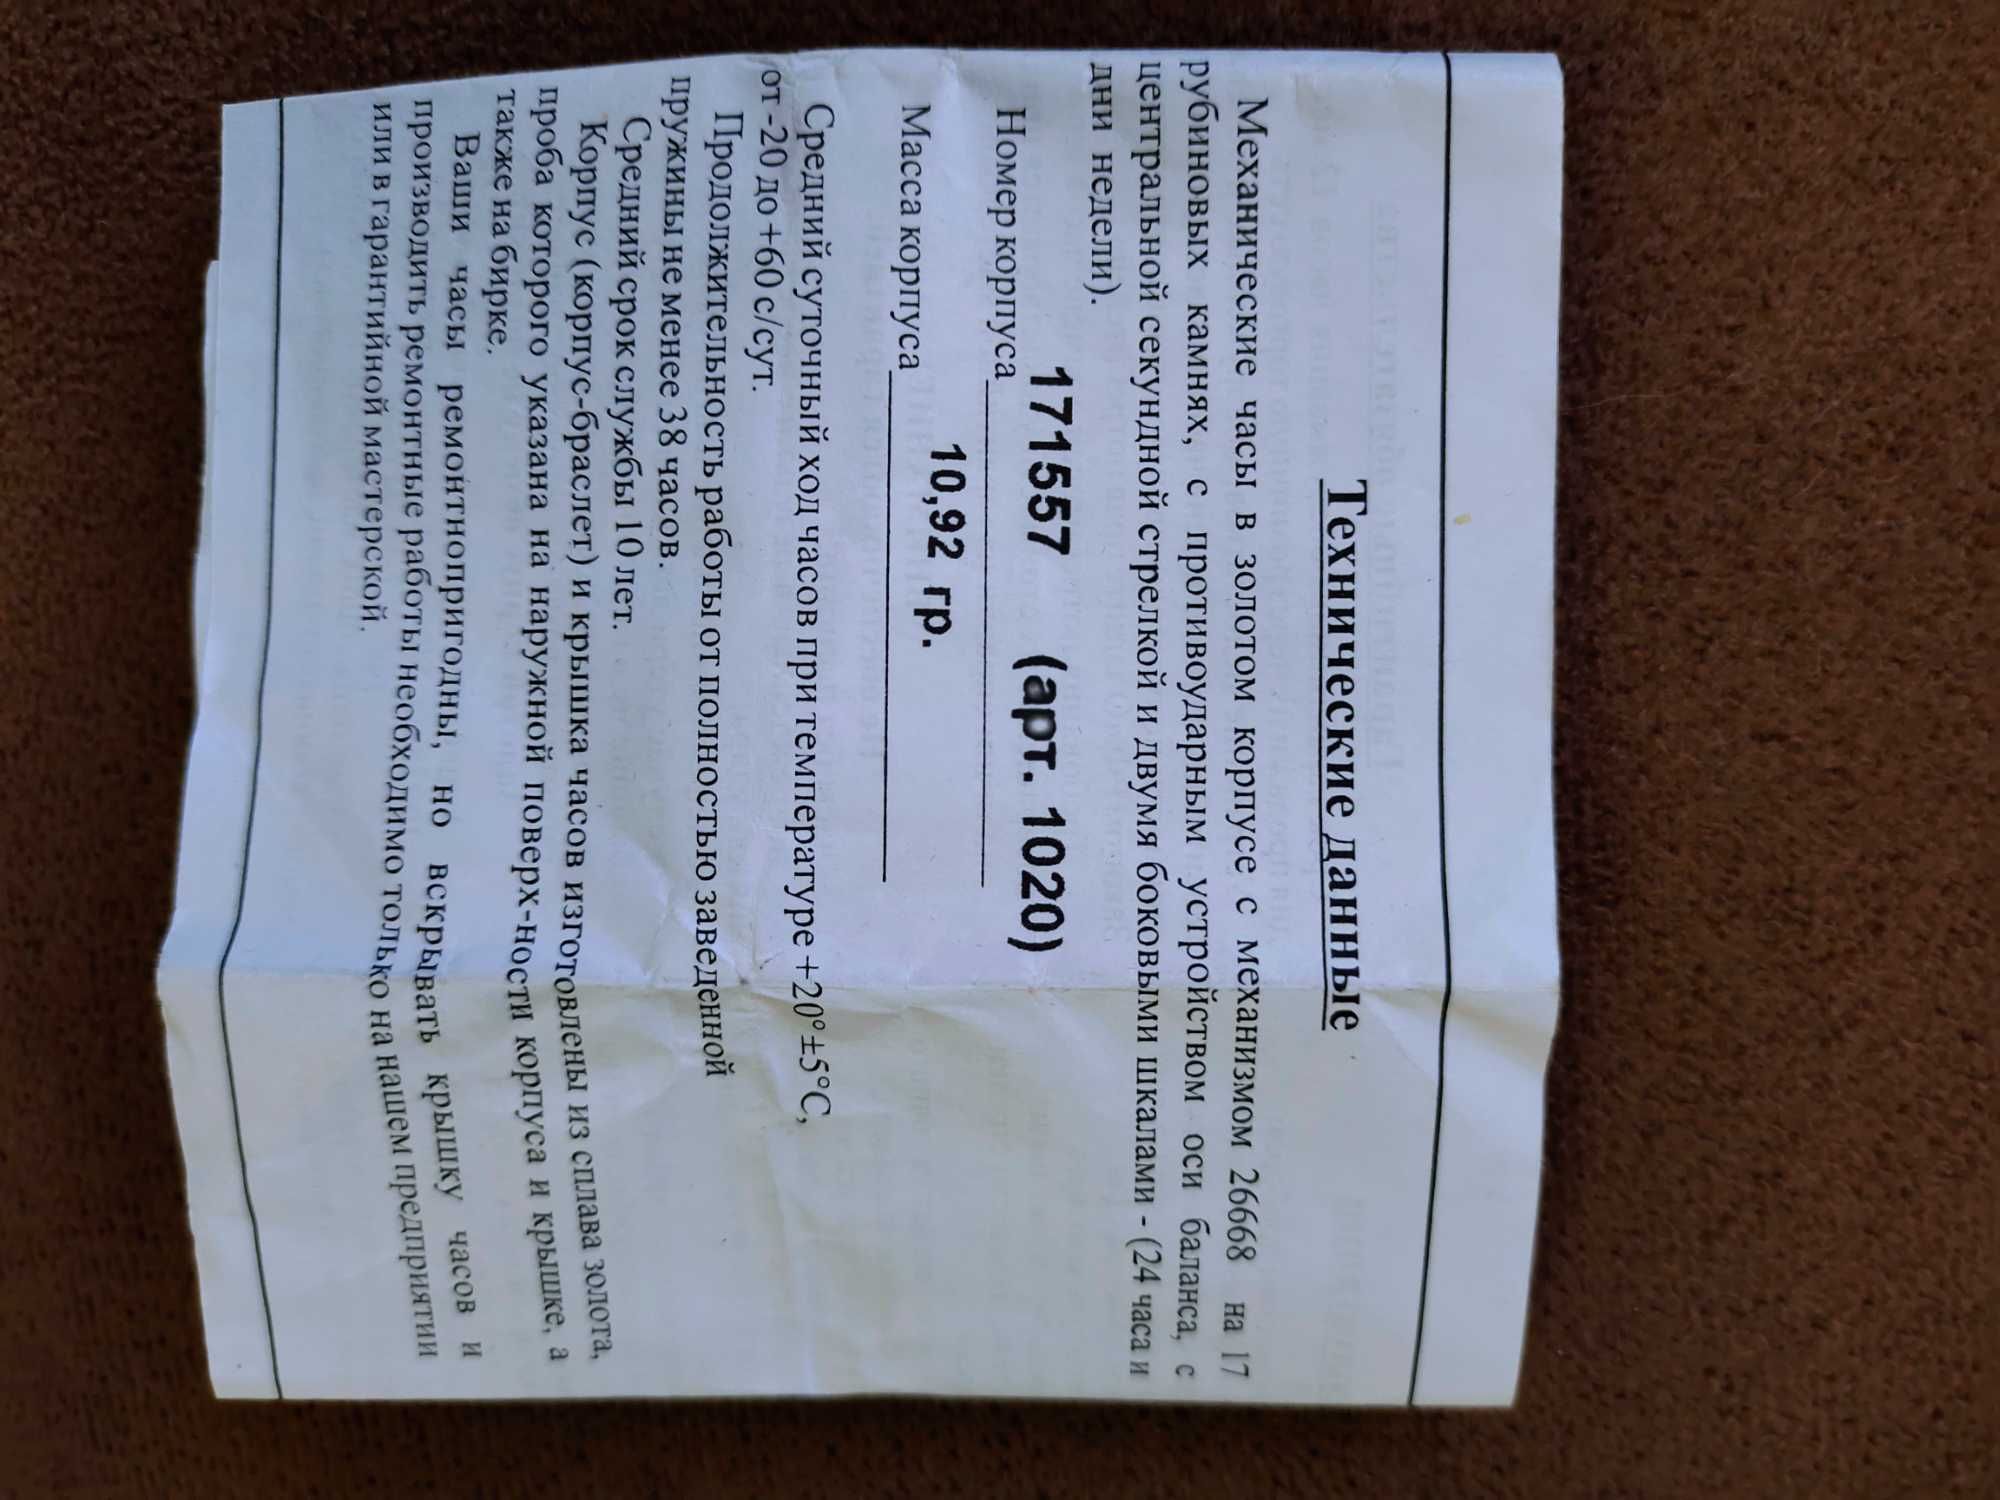 Технические данные
Механические часы в золотом корпусе с механизмом 26668 на 17
рубиновых камнях, с противоударным устройством оси баланса, с
центральной секундной стрелкой и двумя боковыми шкалами - (24 часа и
дни недели).
Номер корпуса 171557 (арт. 1020)
Масса корпуса 10,92 гр.
Средний суточный ход часов при температуре +20°±5°С,
от -20 до +60 с/сут.
Продолжительность работы от полностью заведенной
пружины не менее 38 часов.
Средний срок службы 10 лет.
Корпус (корпус-браслет) и крышка часов изготовлены из сплава золота,
проба которого указана на наружной поверх-ности корпуса и крышке, а
также на бирке.
Ваши часы ремонтнопригодны, но вскрывать крышку часов и
производить ремонтные работы необходимо только на нашем предприятии
или в гарантийной мастерской.